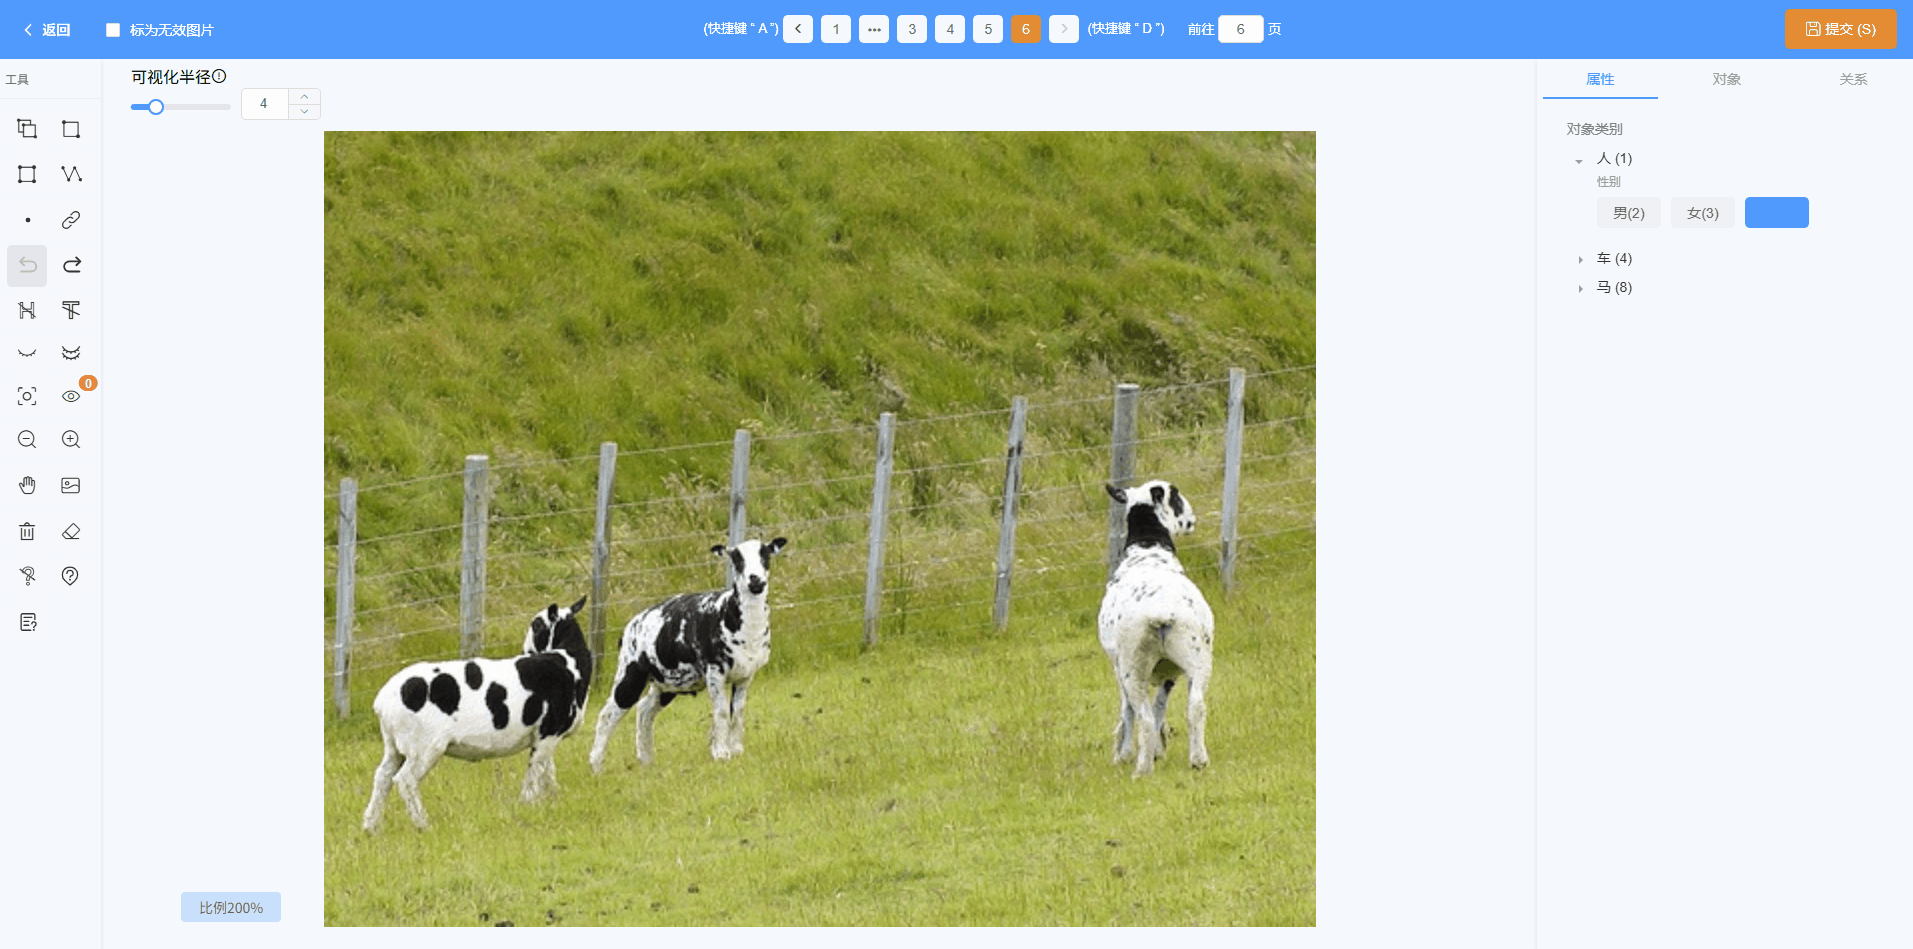 返回
标为无效图片
(快捷键 “ A ”)
1
•••
3
4
5
6
(快捷键 “ D ”)
前往 6 页
提交 (S)
工具
可视化半径
4
属性
对象
关系
对象类别
人 (1)
性别
男(2)
女(3)
车 (4)
马 (8)
0
比例200%